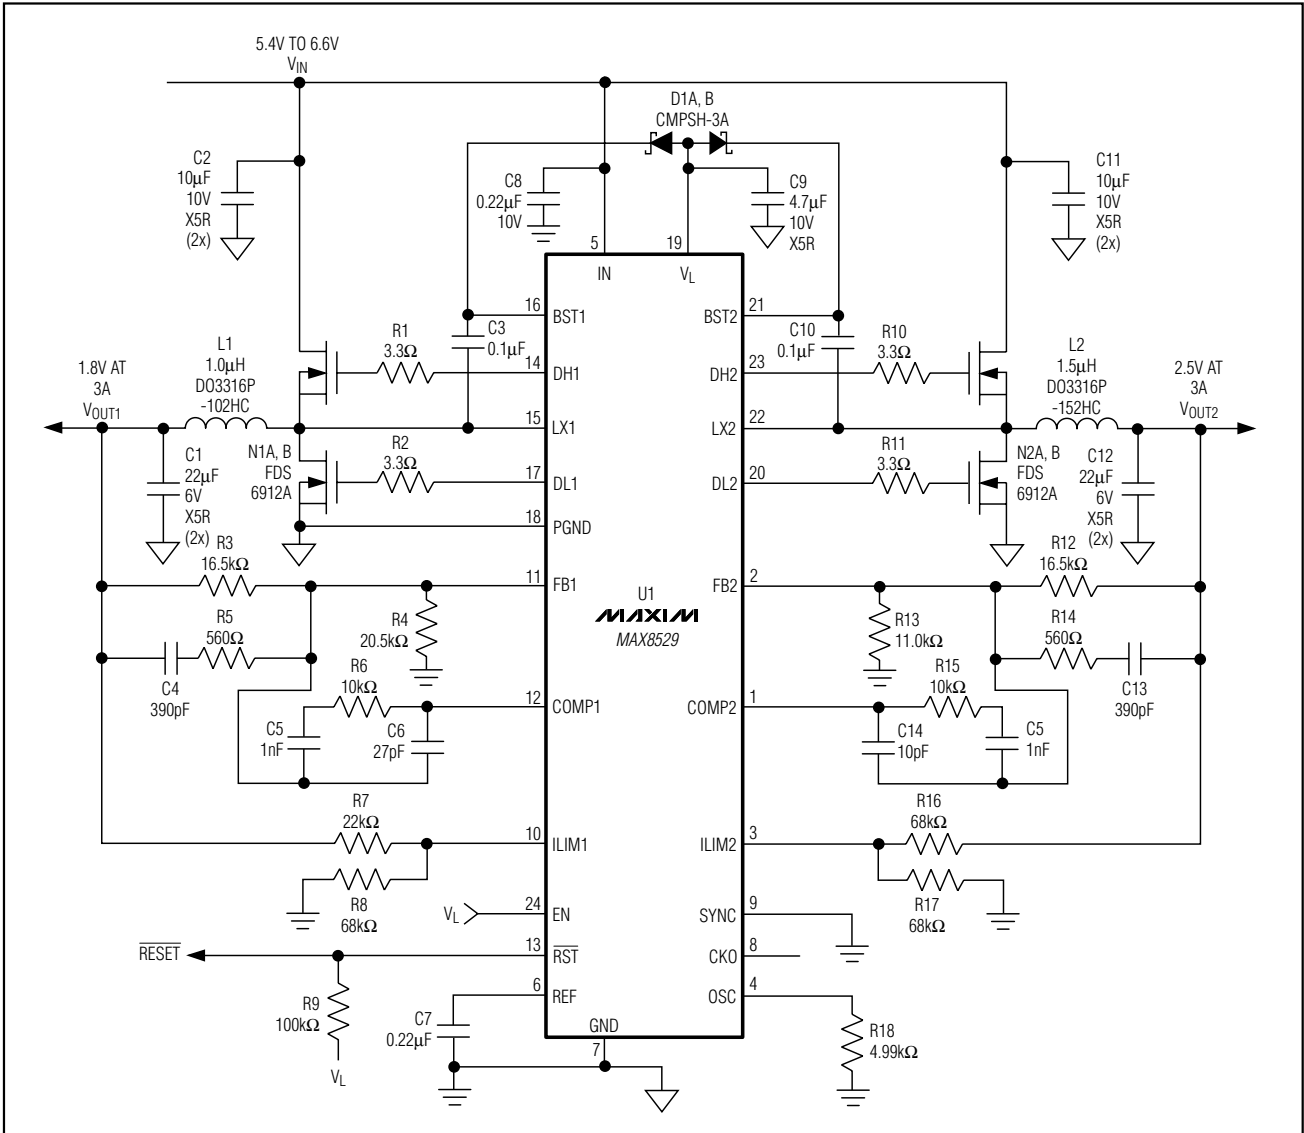 5.4V TO 6.6V
VIN
D1A, B
CMPSH-3A
C2
10µF
10V
X5R
(2x)
C8
0.22µF
10V
C9
4.7µF
10V
X5R
C11
10µF
10V
X5R
(2x)
5
19
IN
VL
16
BST1
BST2
21
C3
0.1µF
C10
0.1µF
R1
3.3Ω
14
DH1
DH2
23
R10
3.3Ω
L1
1.0µH
DO3316P
-102HC
L2
1.5µH
DO3316P
-152HC
1.8V AT
3A
VOUT1
2.5V AT
3A
VOUT2
15
LX1
LX2
22
C1
22µF
6V
X5R
(2x)
N1A, B
FDS
6912A
R2
3.3Ω
17
DL1
DL2
20
R11
3.3Ω
N2A, B
FDS
6912A
C12
22µF
6V
X5R
(2x)
18
PGND
R3
16.5kΩ
11
FB1
FB2
2
R12
16.5kΩ
U1
MAXIM
MAX8529
R5
560Ω
R4
20.5kΩ
R13
11.0kΩ
R14
560Ω
C4
390pF
C13
390pF
R6
10kΩ
12
COMP1
COMP2
1
R15
10kΩ
C5
1nF
C6
27pF
C14
10pF
C5
1nF
R7
22kΩ
10
ILIM1
ILIM2
3
R16
68kΩ
R8
68kΩ
R17
68kΩ
VL
24
EN
SYNC
9
RESET
13
RST
CKO
8
6
REF
OSC
4
R9
100kΩ
VL
C7
0.22µF
GND
7
R18
4.99kΩ